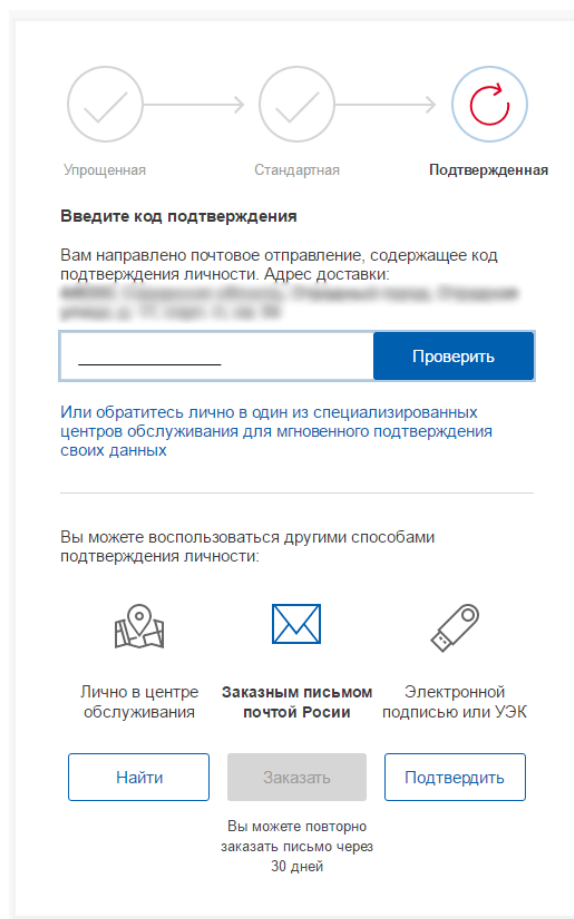 Упрощенная
Стандартная
Подтвержденная
Введите код подтверждения
Вам направлено почтовое отправление, содержащее код
подтверждения личности. Адрес доставки:
Проверить
Или обратитесь лично в один из специализированных
центров обслуживания для мгновенного подтверждения
своих данных
Вы можете воспользоваться другими способами
подтверждения личности:
Лично в центре
обслуживания
Заказным письмом
почтой Росии
Электронной
подписью или УЭК
Найти
Заказать
Подтвердить
Вы можете повторно
заказать письмо через
30 дней